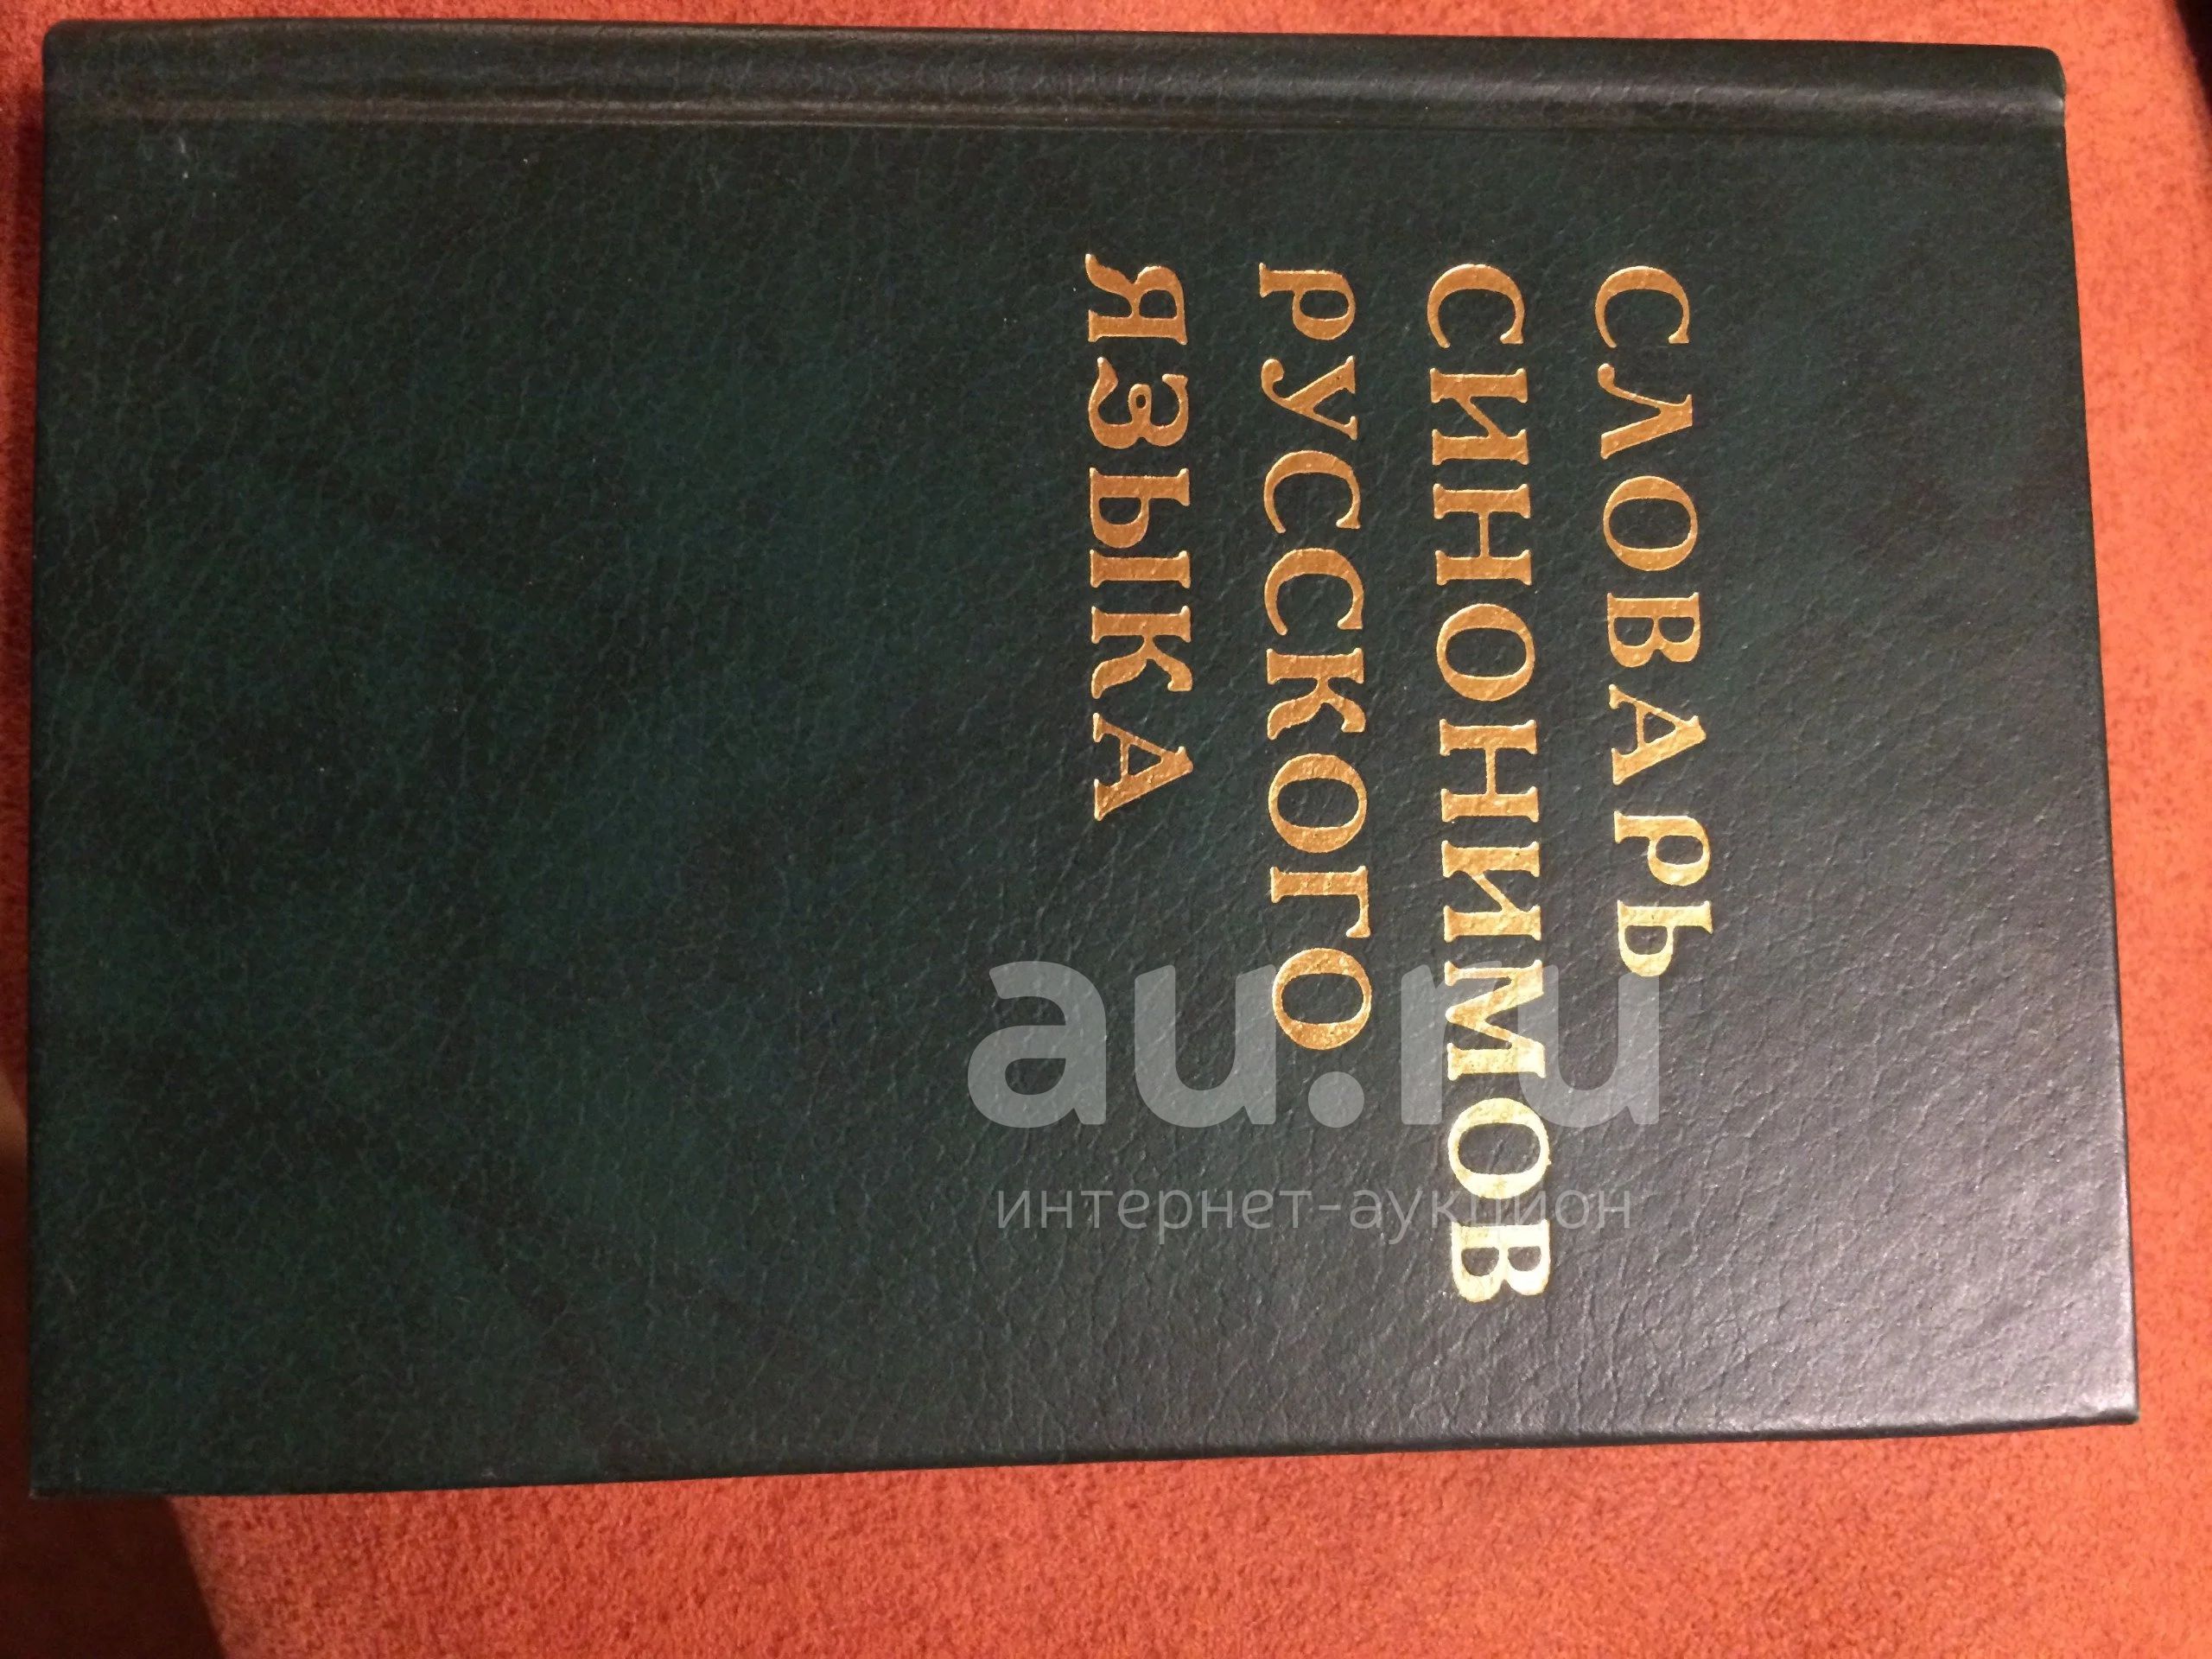 СЛОВАРЬ
СИНОНИМОВ
РУССКОГО
ЯЗЫКА
au.ru
интернет-аукцион